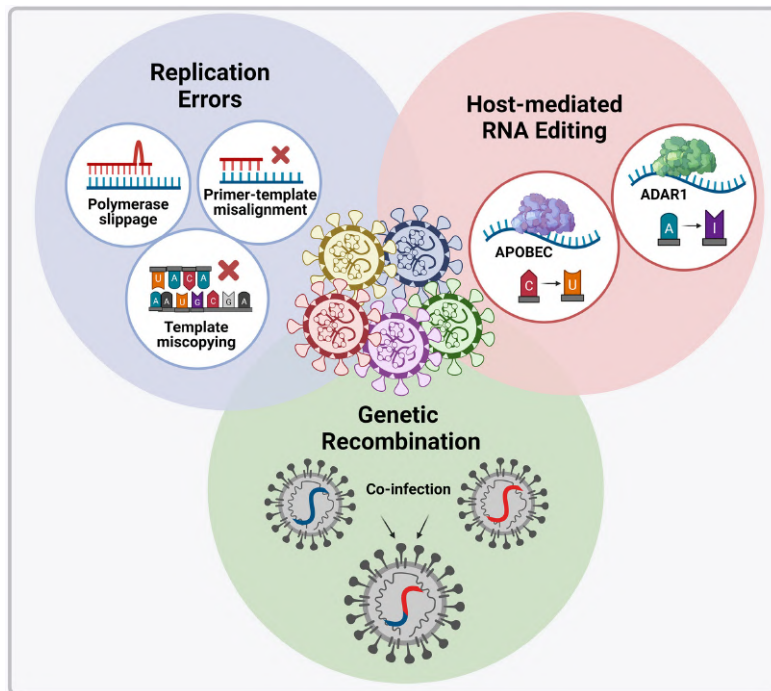 Replication
Errors
Polymerase
slippage
Primer-template
misalignment
U A C A
A A U G C G A
Template
miscopying
Host-mediated
RNA Editing
ADAR1
A I
APOBEC
C U
Genetic
Recombination
Co-infection